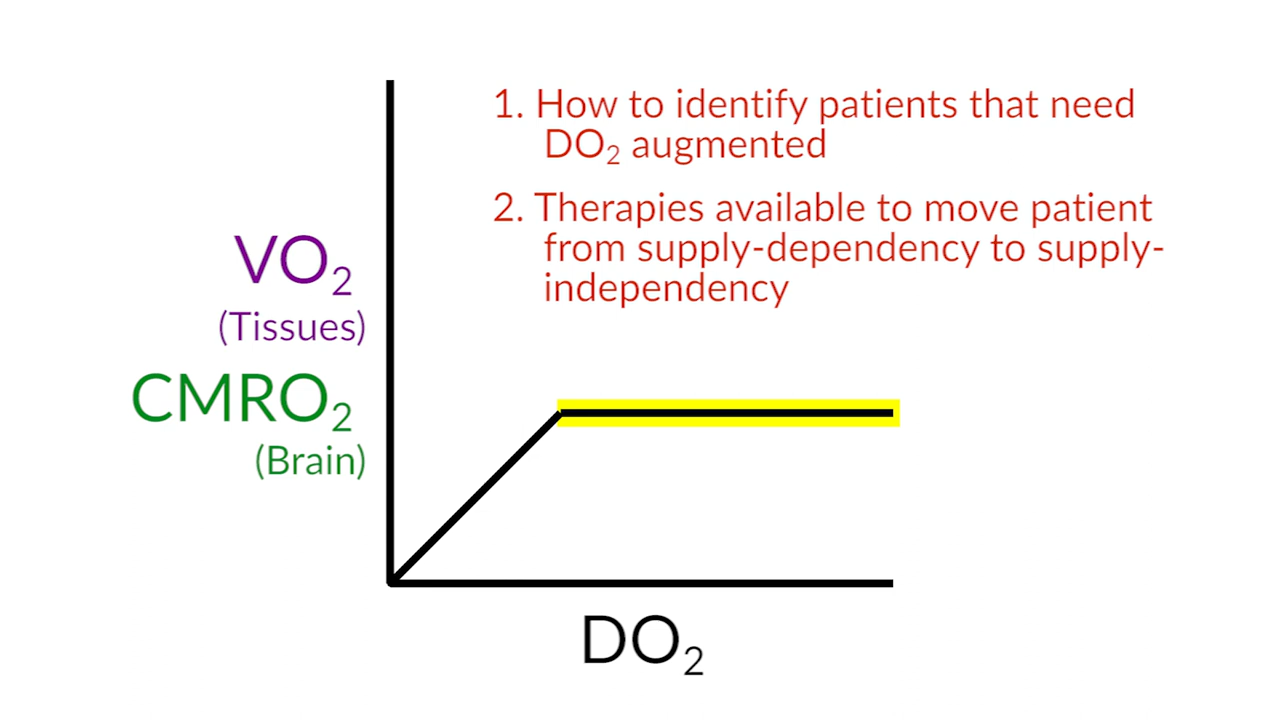 1. How to identify patients that need
DO₂ augmented
2. Therapies available to move patient
from supply-dependency to supply-
independency
VO₂
(Tissues)
CMRO₂
(Brain)
DO₂